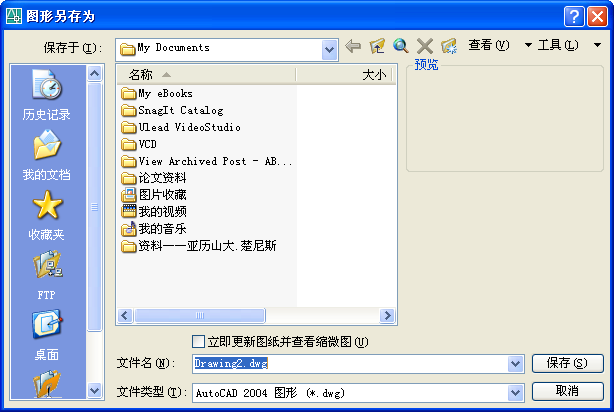 图形另存为
保存于(I): My Documents 查看(V) 工具(L)
名称 大小 预览
历史记录
我的文档
收藏夹
FTP
桌面
My eBooks
SnagIt Catalog
Ulead VideoStudio
VCD
View Archived Post - AB...
论文资料
图片收藏
我的视频
我的音乐
资料一一亚历山大.楚尼斯
立即更新图纸并查看缩微图(U)
文件名(N): Drawing2.dwg 保存(S)
文件类型(T): AutoCAD 2004 图形 (*.dwg) 取消